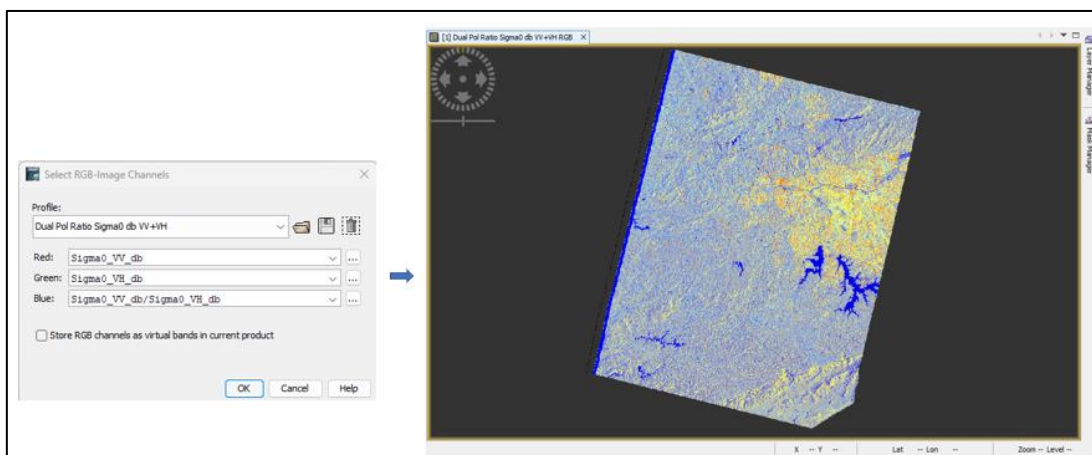 Select RGB-Image Channels
Profile:
Dual Pol Ratio Sigma0 db VV+VH
Red: Sigma0_VV_db ...
Green: Sigma0_VH_db ...
Blue: Sigma0_VV_db/Sigma0_VH_db ...
Store RGB channels as virtual bands in current product
OK Cancel Help
[1] Dual Pol Ratio Sigma0 db VV+VH RGB
Layer Manager
Mask Manager
X -- Y -- Lat -- Lon -- Zoom -- Level --